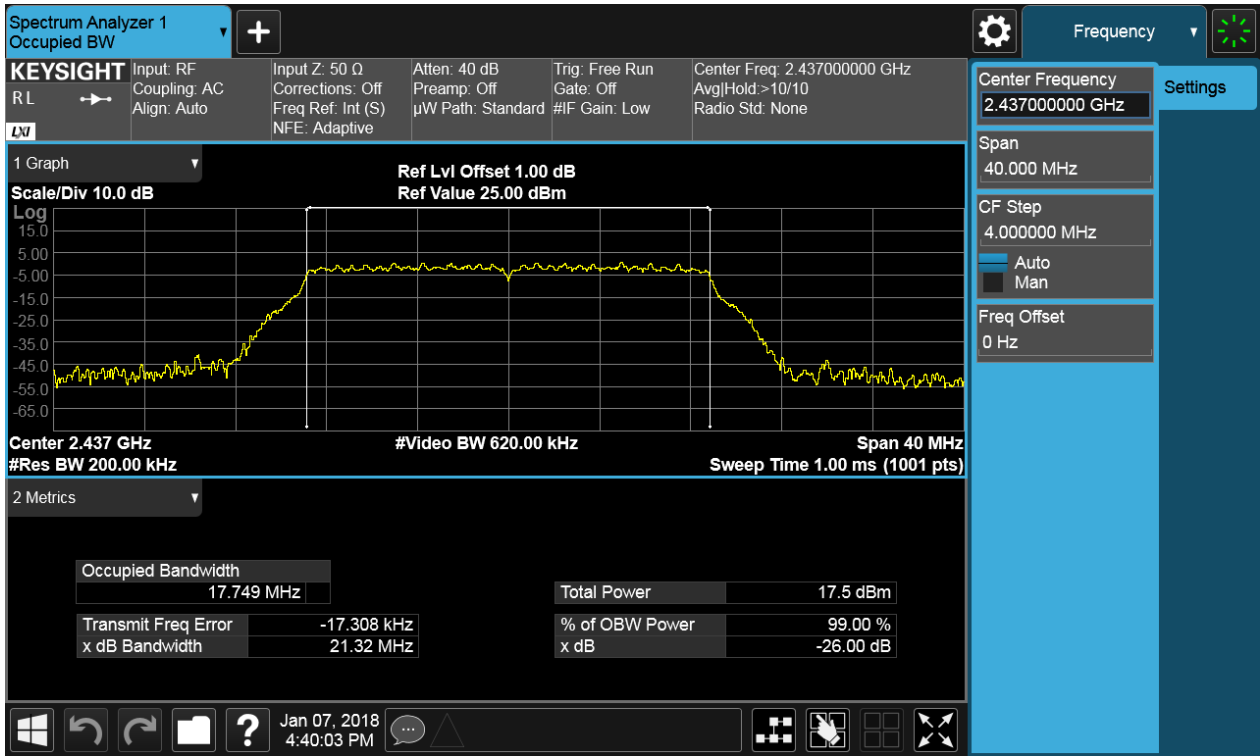 Spectrum Analyzer 1
Occupied BW
+
Frequency
KEYSIGHT
RL
LXI
Input: RF
Coupling: AC
Align: Auto
Input Z: 50 Ω
Corrections: Off
Freq Ref: Int (S)
NFE: Adaptive
Atten: 40 dB
Preamp: Off
µW Path: Standard
Trig: Free Run
Gate: Off
#IF Gain: Low
Center Freq: 2.437000000 GHz
Avg|Hold:>10/10
Radio Std: None
1 Graph
Scale/Div 10.0 dB
Ref Lvl Offset 1.00 dB
Ref Value 25.00 dBm
Log
15.0
5.00
-5.00
-15.0
-25.0
-35.0
-45.0
-55.0
-65.0
Center 2.437 GHz
#Video BW 620.00 kHz
Span 40 MHz
#Res BW 200.00 kHz
Sweep Time 1.00 ms (1001 pts)
2 Metrics
Occupied Bandwidth
17.749 MHz
Transmit Freq Error -17.308 kHz
x dB Bandwidth 21.32 MHz
Total Power 17.5 dBm
% of OBW Power 99.00 %
x dB -26.00 dB
Center Frequency
2.437000000 GHz
Settings
Span
40.000 MHz
CF Step
4.000000 MHz
Auto
Man
Freq Offset
0 Hz
?
Jan 07, 2018
4:40:03 PM